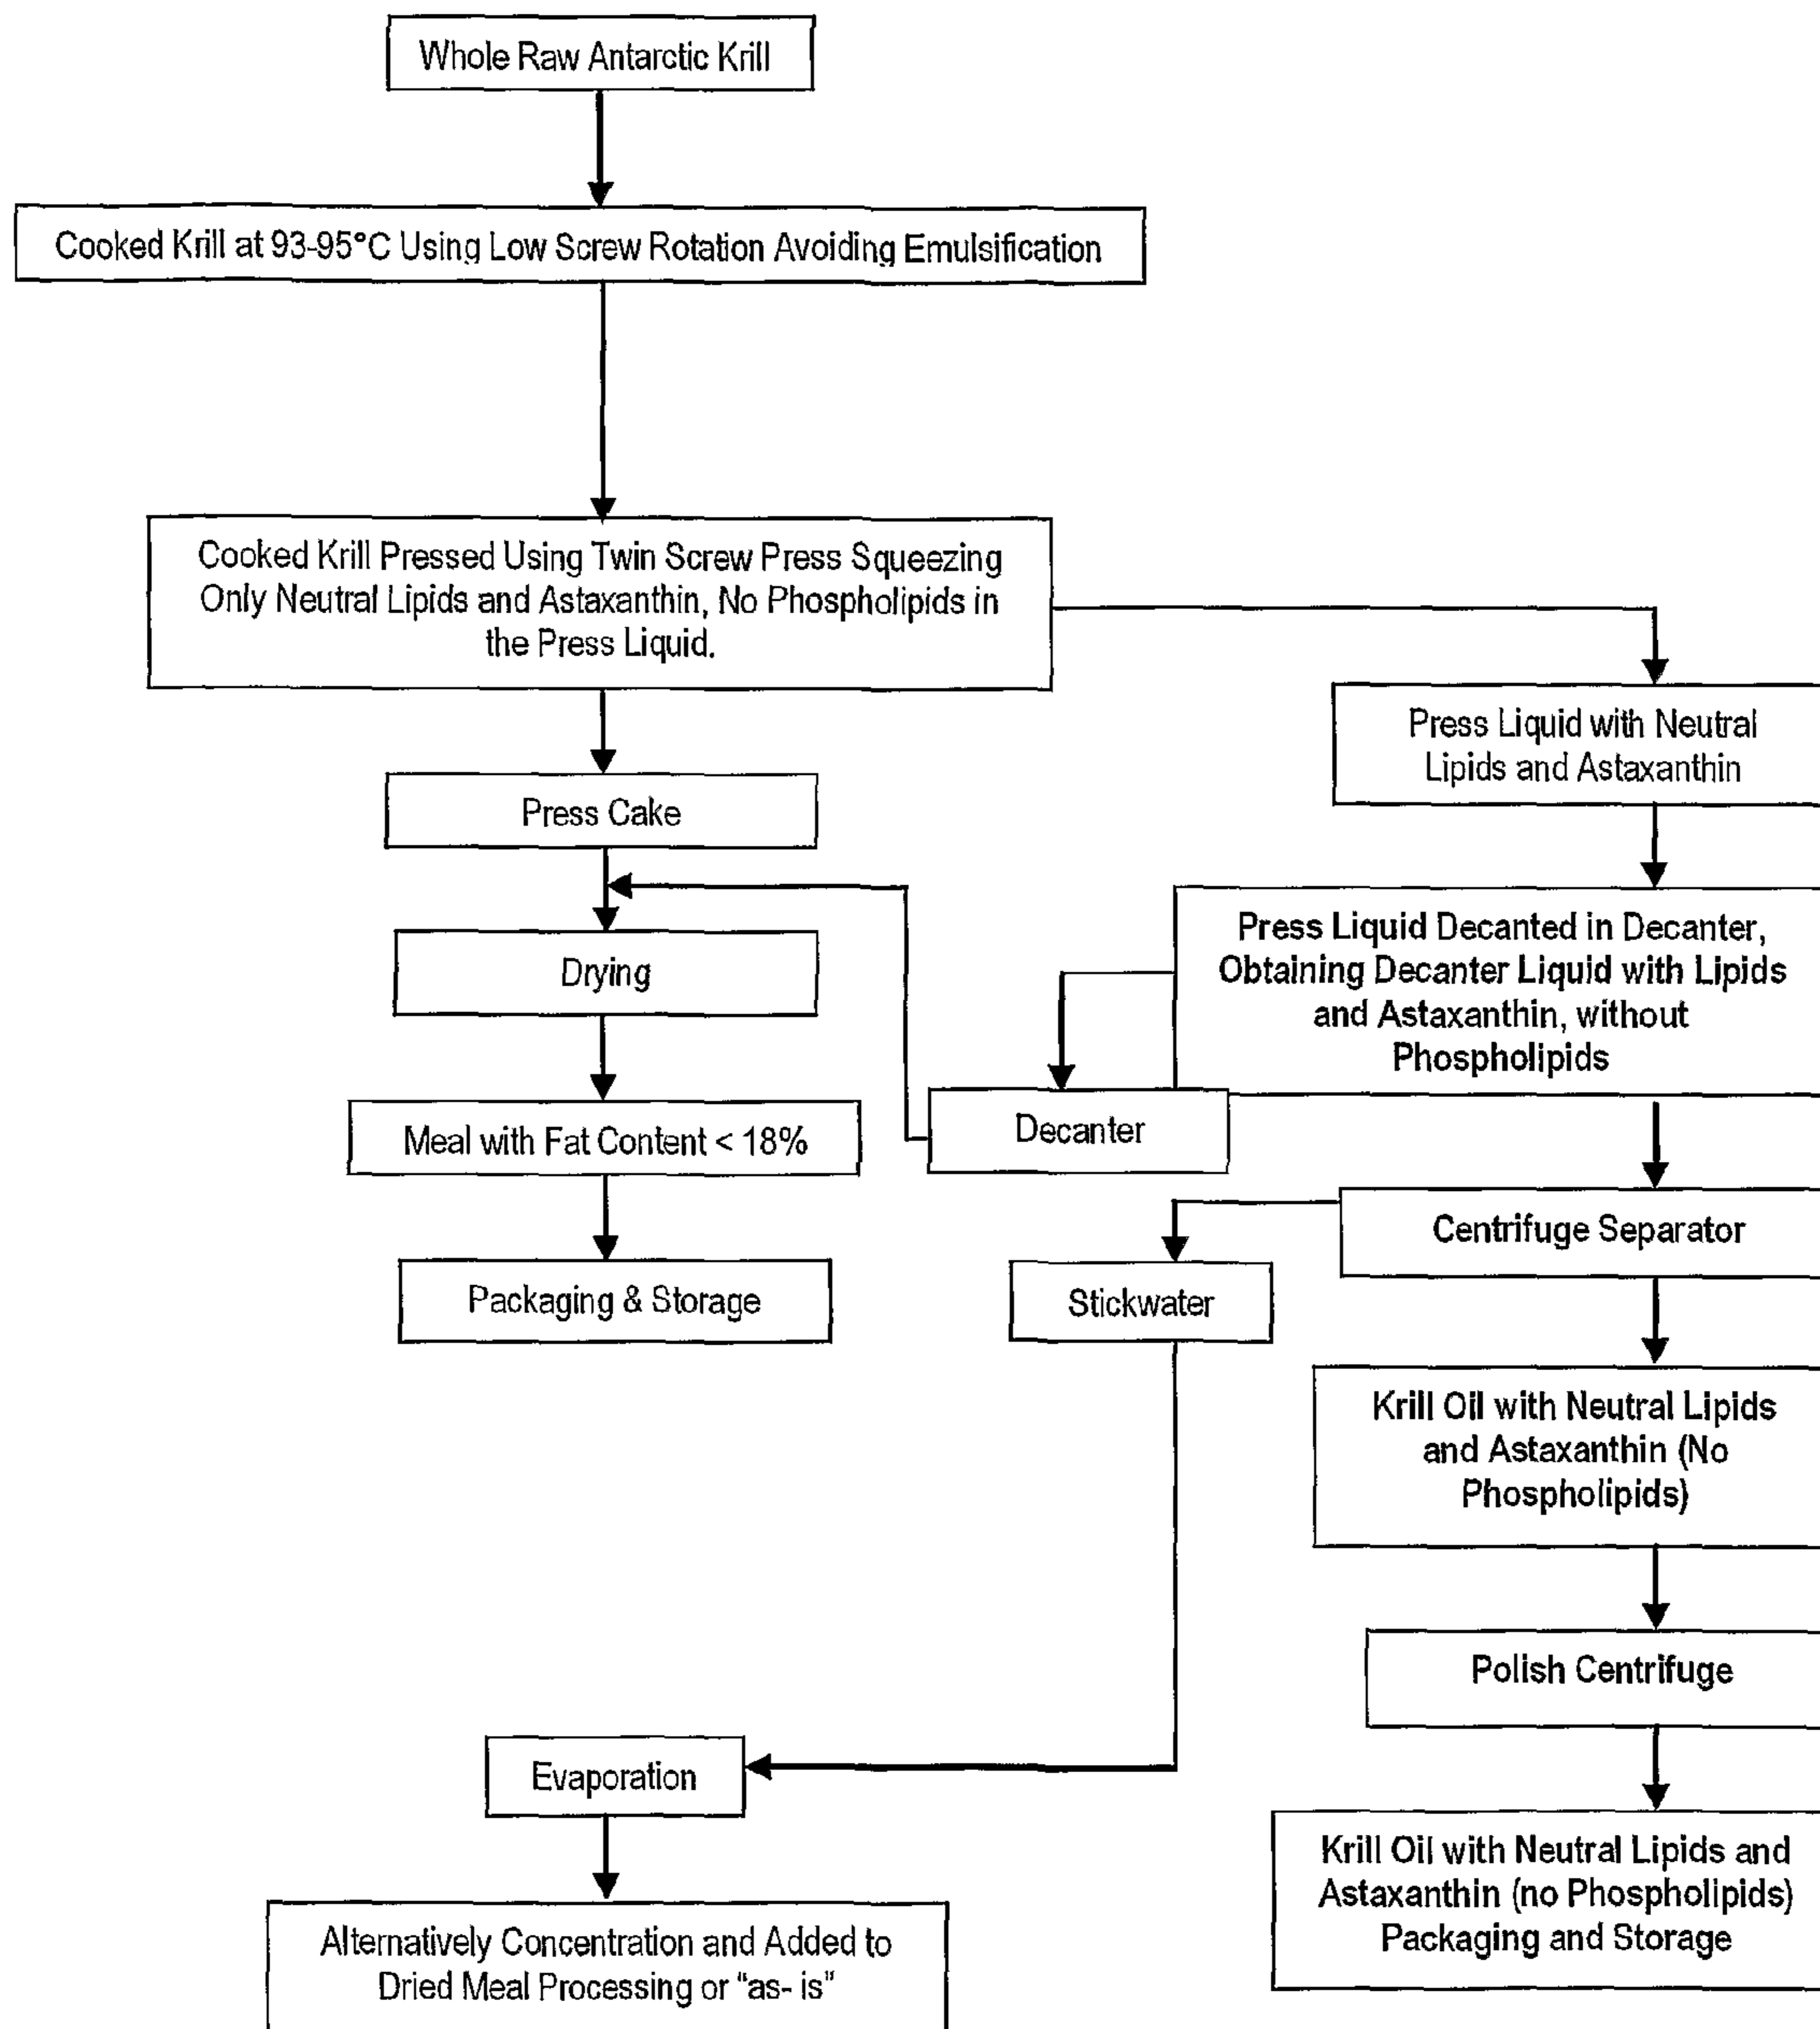 Whole Raw Antarctic Krill
Cooked Krill at 93-95°C Using Low Screw Rotation Avoiding Emulsification
Cooked Krill Pressed Using Twin Screw Press Squeezing
Only Neutral Lipids and Astaxanthin, No Phospholipids in
the Press Liquid.
Press Liquid with Neutral
Lipids and Astaxanthin
Press Cake
Press Liquid Decanted in Decanter,
Obtaining Decanter Liquid with Lipids
and Astaxanthin, without
Phospholipids
Drying
Decanter
Meal with Fat Content < 18%
Centrifuge Separator
Stickwater
Packaging & Storage
Krill Oil with Neutral Lipids
and Astaxanthin (No
Phospholipids)
Polish Centrifuge
Evaporation
Krill Oil with Neutral Lipids and
Astaxanthin (no Phospholipids)
Packaging and Storage
Alternatively Concentration and Added to
Dried Meal Processing or "as- is"